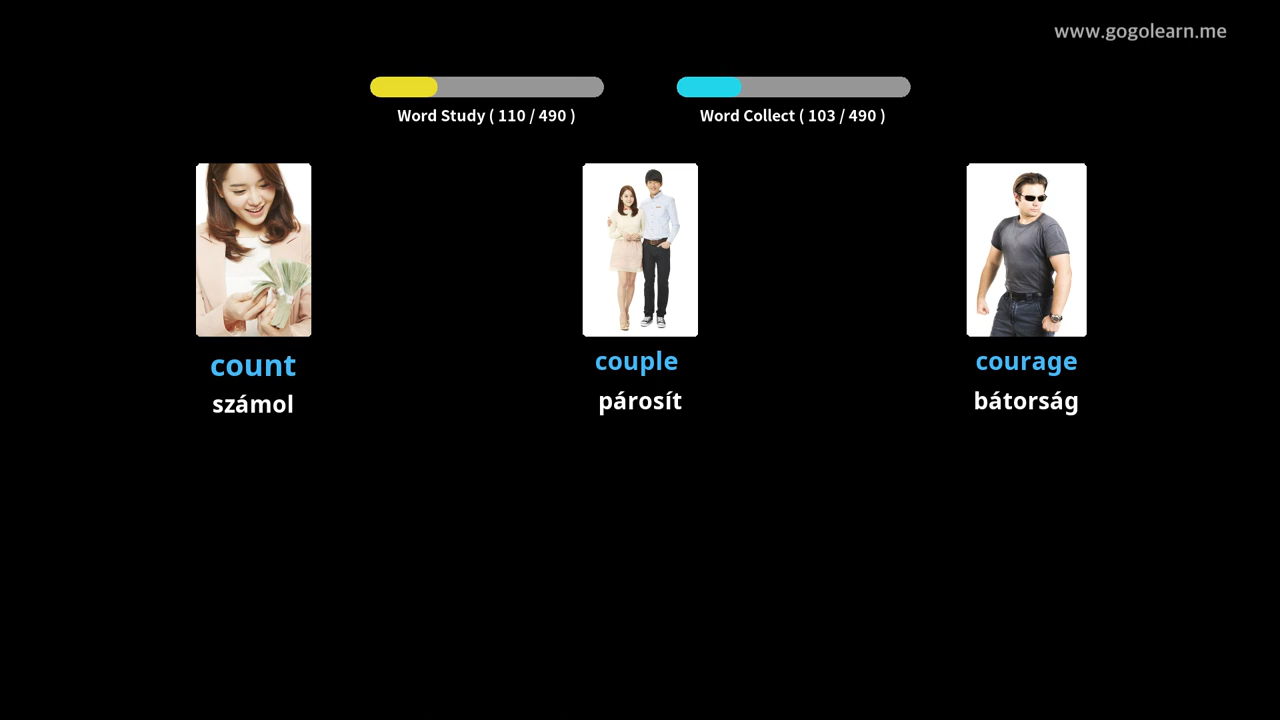 www.gogolearn.me
Word Study ( 110 / 490 )
Word Collect ( 103 / 490 )
count
számol
couple
párosít
courage
bátorság